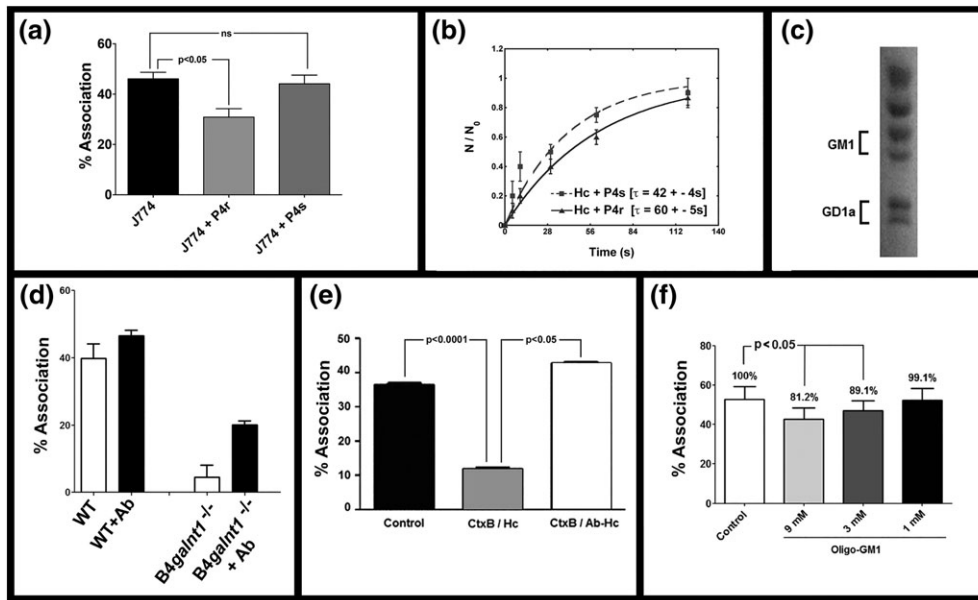 (a)
ns
p<0.05
% Association
60
40
20
0
J774
J774 + P4r
J774 + P4s
(b)
N / N0
1
0.8
0.6
0.4
0.2
0
Hc + P4s [τ = 42 + - 4s]
Hc + P4r [τ = 60 + - 5s]
0 28 56 84 112 140
Time (s)
(c)
GM1
GD1a
(d)
% Association
60
40
20
0
WT
WT+Ab
B4galnt1 -/-
B4galnt1 -/-
+ Ab
(e)
p<0.0001
p<0.05
% Association
50
40
30
20
10
0
Control
CtxB / Hc
CtxB / Ab-Hc
(f)
p<0.05
% Association
80
60
40
20
0
100%
81.2%
89.1%
99.1%
Control
9 mM
3 mM
1 mM
Oligo-GM1